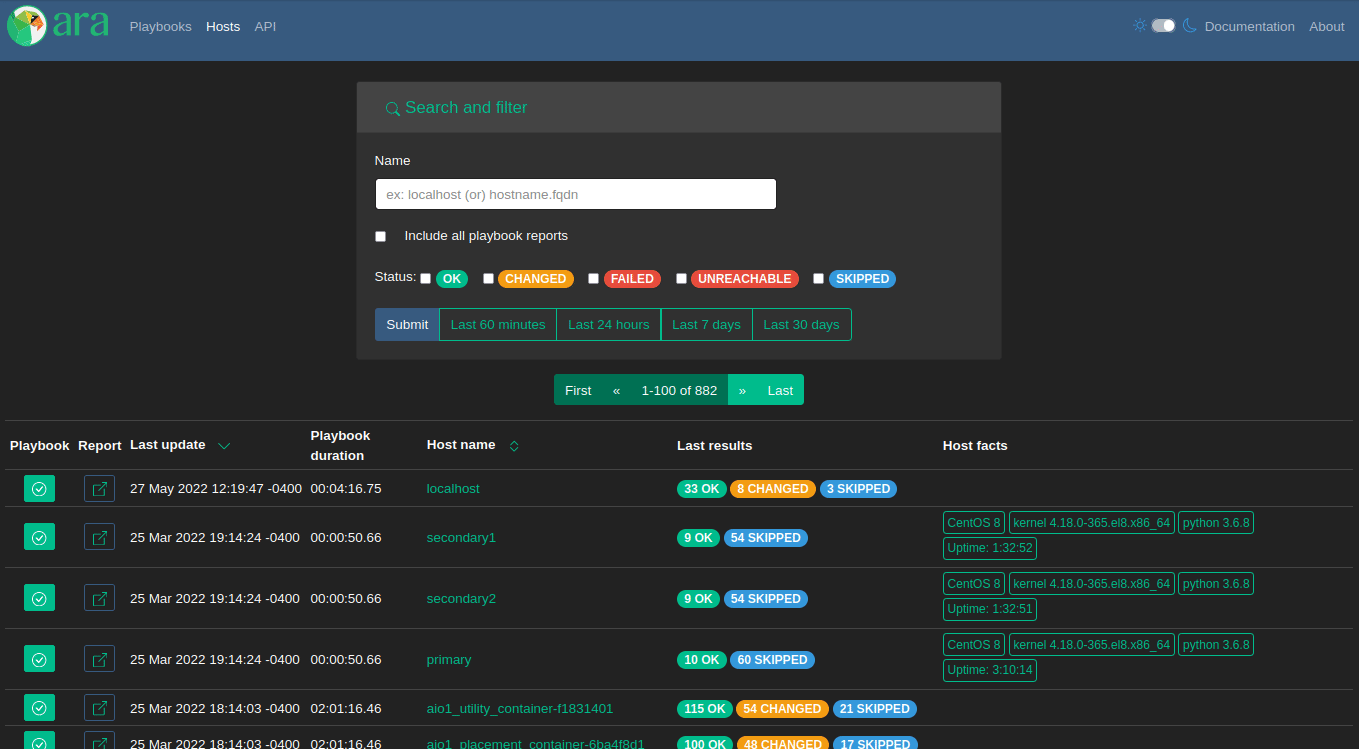 ara Playbooks Hosts API Documentation About
Search and filter
Name
ex: localhost (or) hostname.fqdn
Include all playbook reports
Status: OK CHANGED FAILED UNREACHABLE SKIPPED
Submit Last 60 minutes Last 24 hours Last 7 days Last 30 days
First « 1-100 of 882 » Last
Playbook Report Last update Playbook duration Host name Last results Host facts
27 May 2022 12:19:47 -0400 00:04:16.75 localhost 33 OK 8 CHANGED 3 SKIPPED
25 Mar 2022 19:14:24 -0400 00:00:50.66 secondary1 9 OK 54 SKIPPED CentOS 8 kernel 4.18.0-365.el8.x86_64 python 3.6.8
Uptime: 1:32:52
25 Mar 2022 19:14:24 -0400 00:00:50.66 secondary2 9 OK 54 SKIPPED CentOS 8 kernel 4.18.0-365.el8.x86_64 python 3.6.8
Uptime: 1:32:51
25 Mar 2022 19:14:24 -0400 00:00:50.66 primary 10 OK 60 SKIPPED CentOS 8 kernel 4.18.0-365.el8.x86_64 python 3.6.8
Uptime: 3:10:14
25 Mar 2022 18:14:03 -0400 02:01:16.46 aio1_utility_container-f1831401 115 OK 54 CHANGED 21 SKIPPED
25 Mar 2022 18:14:03 -0400 02:01:16.46 aio1_placement_container-6ba4f8d1 100 OK 48 CHANGED 17 SKIPPED